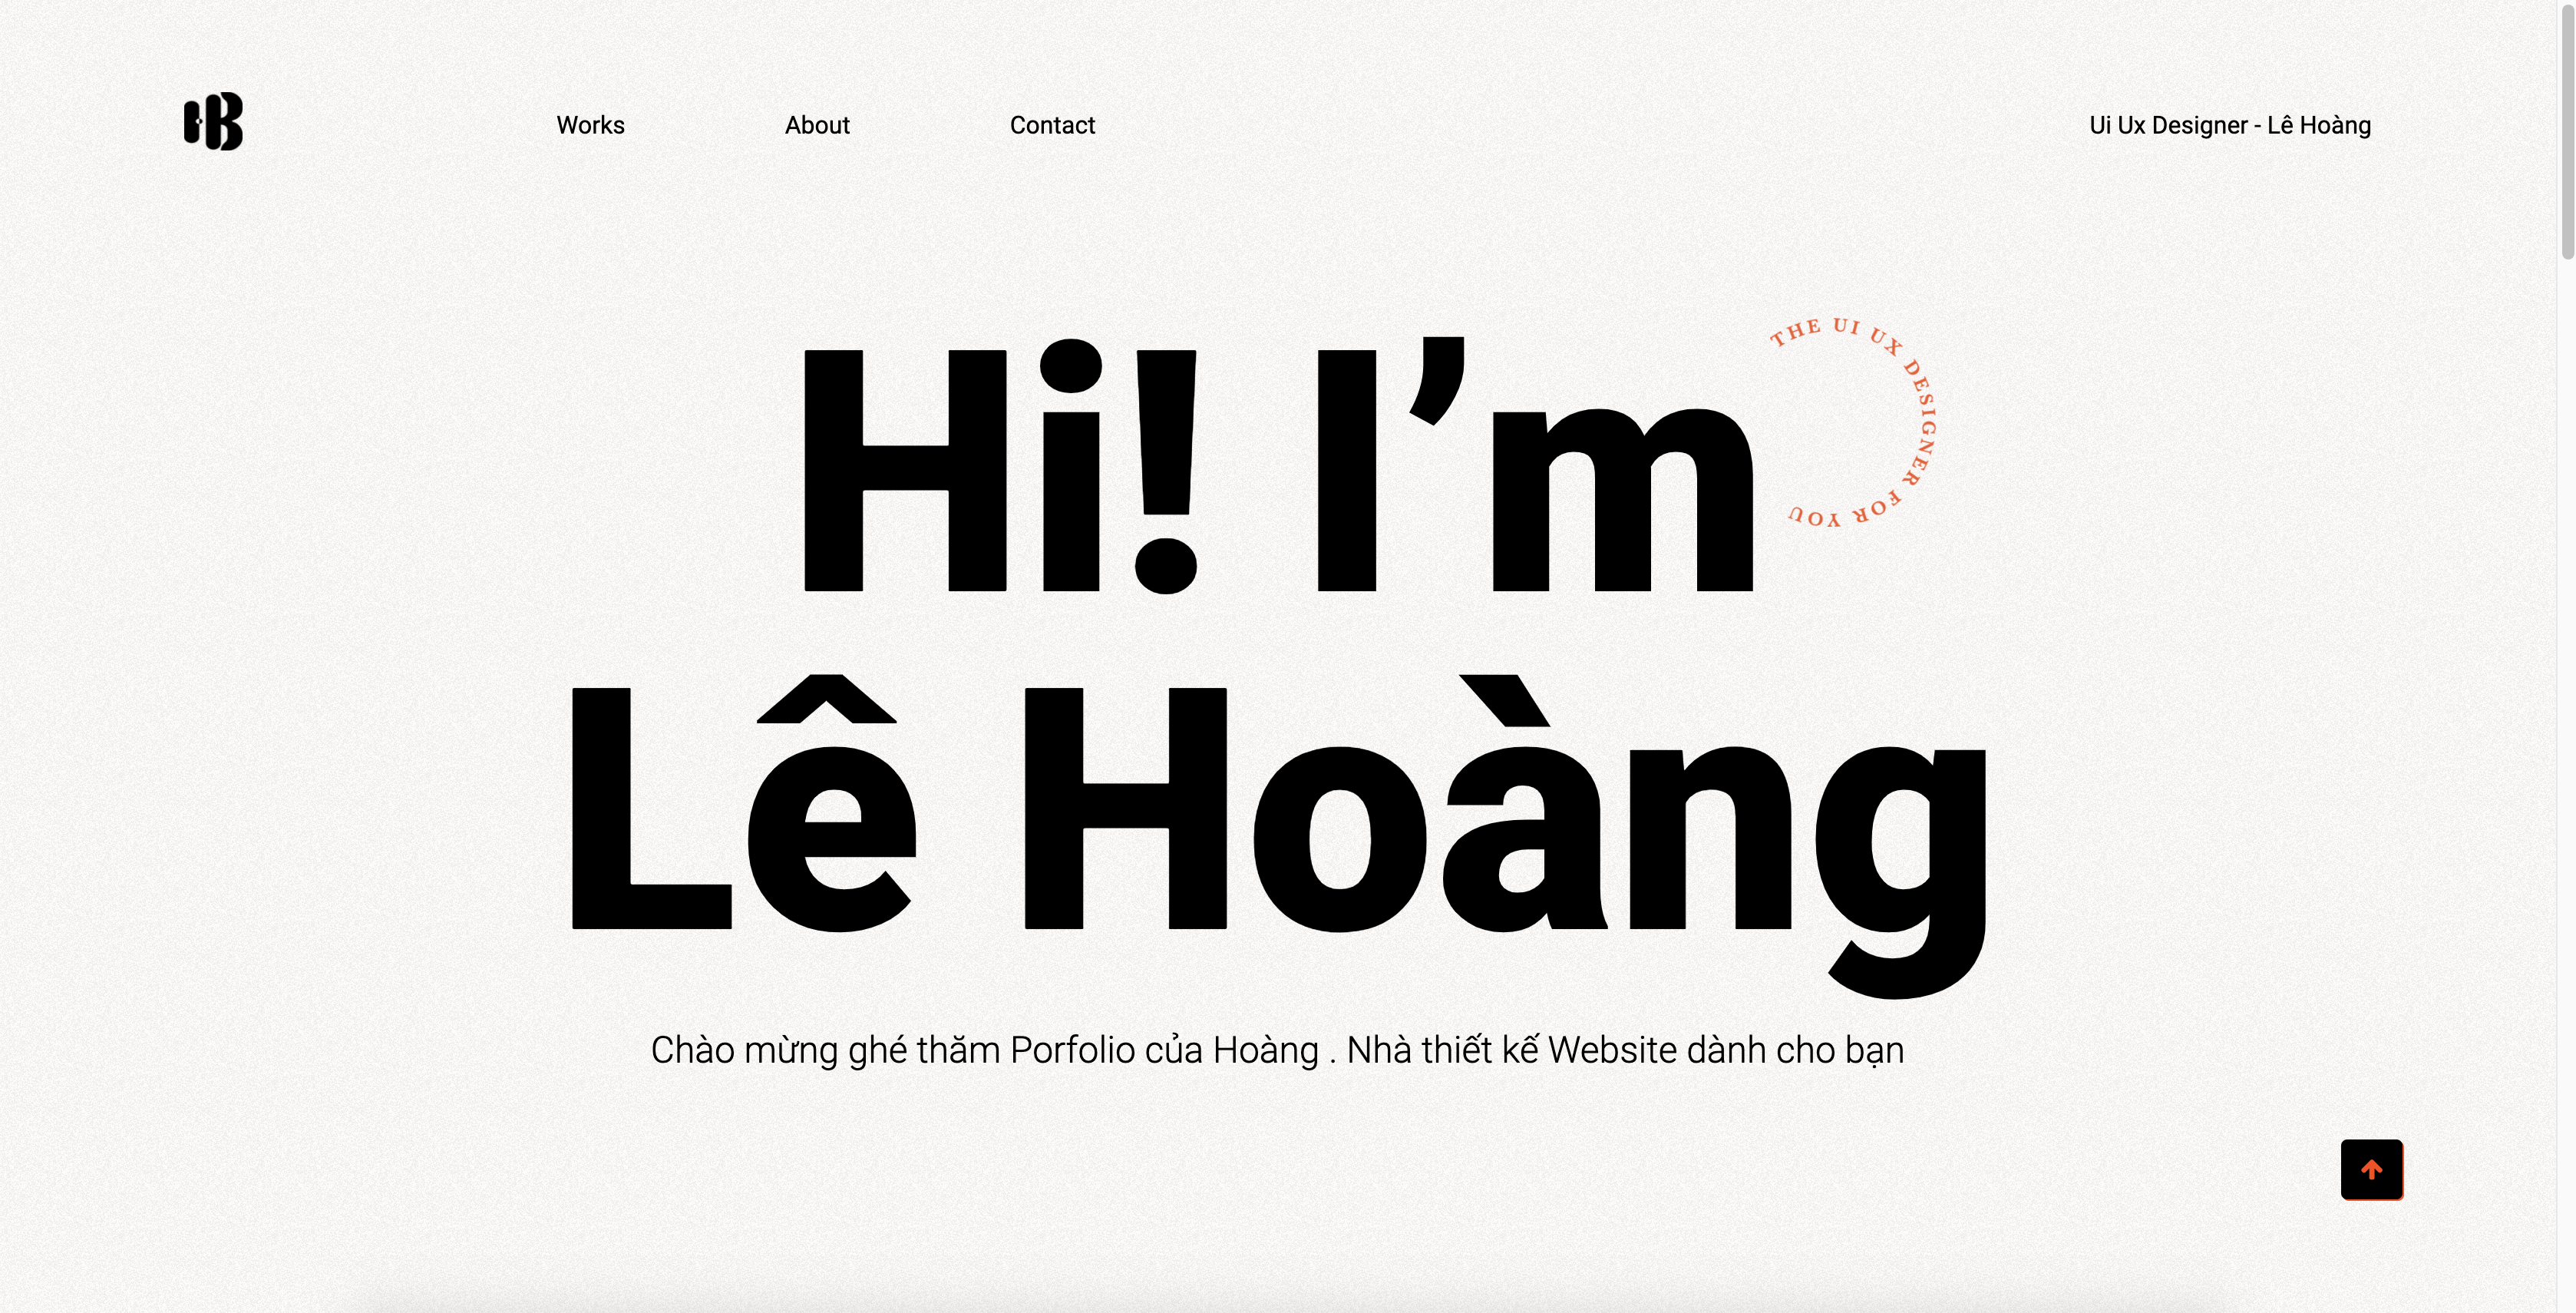 Works
About
Contact
Ui Ux Designer - Lê Hoàng
THE UI UX DESIGNER FOR YOU
Hi! I’m
Lê Hoàng
Chào mừng ghé thăm Porfolio của Hoàng . Nhà thiết kế Website dành cho bạn